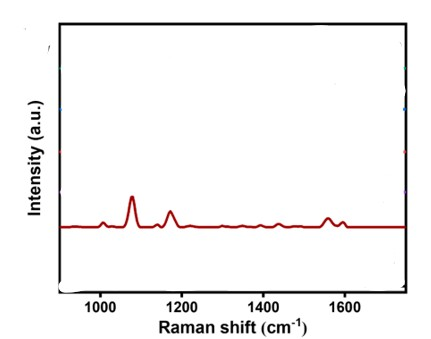 Intensity (a.u.)
1000 1200 1400 1600
Raman shift (cm⁻¹)